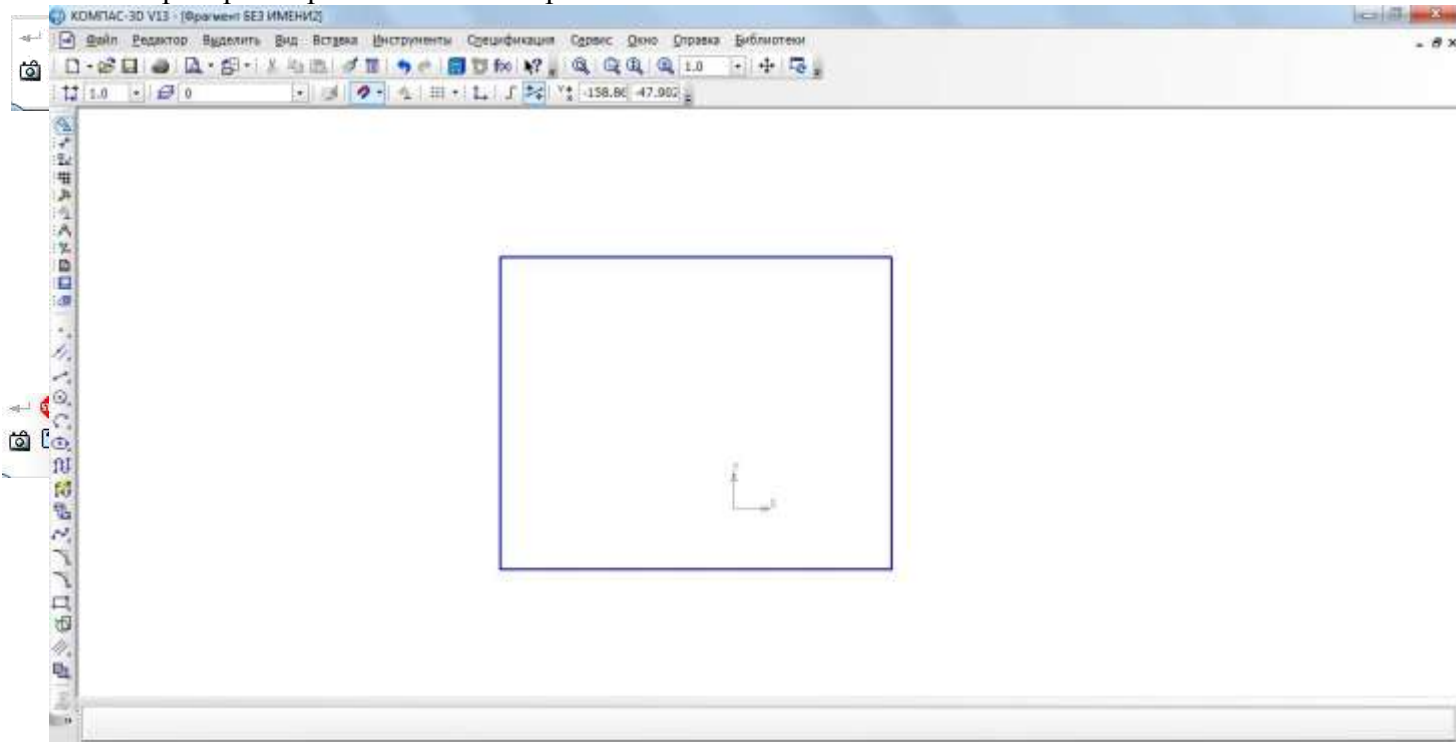 КОМПАС-3D V13 - [Фрагмент БЕЗ ИМЕНИ2]
Файл Редактор Выделить Вид Вставка Инструменты Спецификация Сервис Окно Справка Библиотеки
f(x) 1.0
1.0 0 -158.86 47.902
Y
X